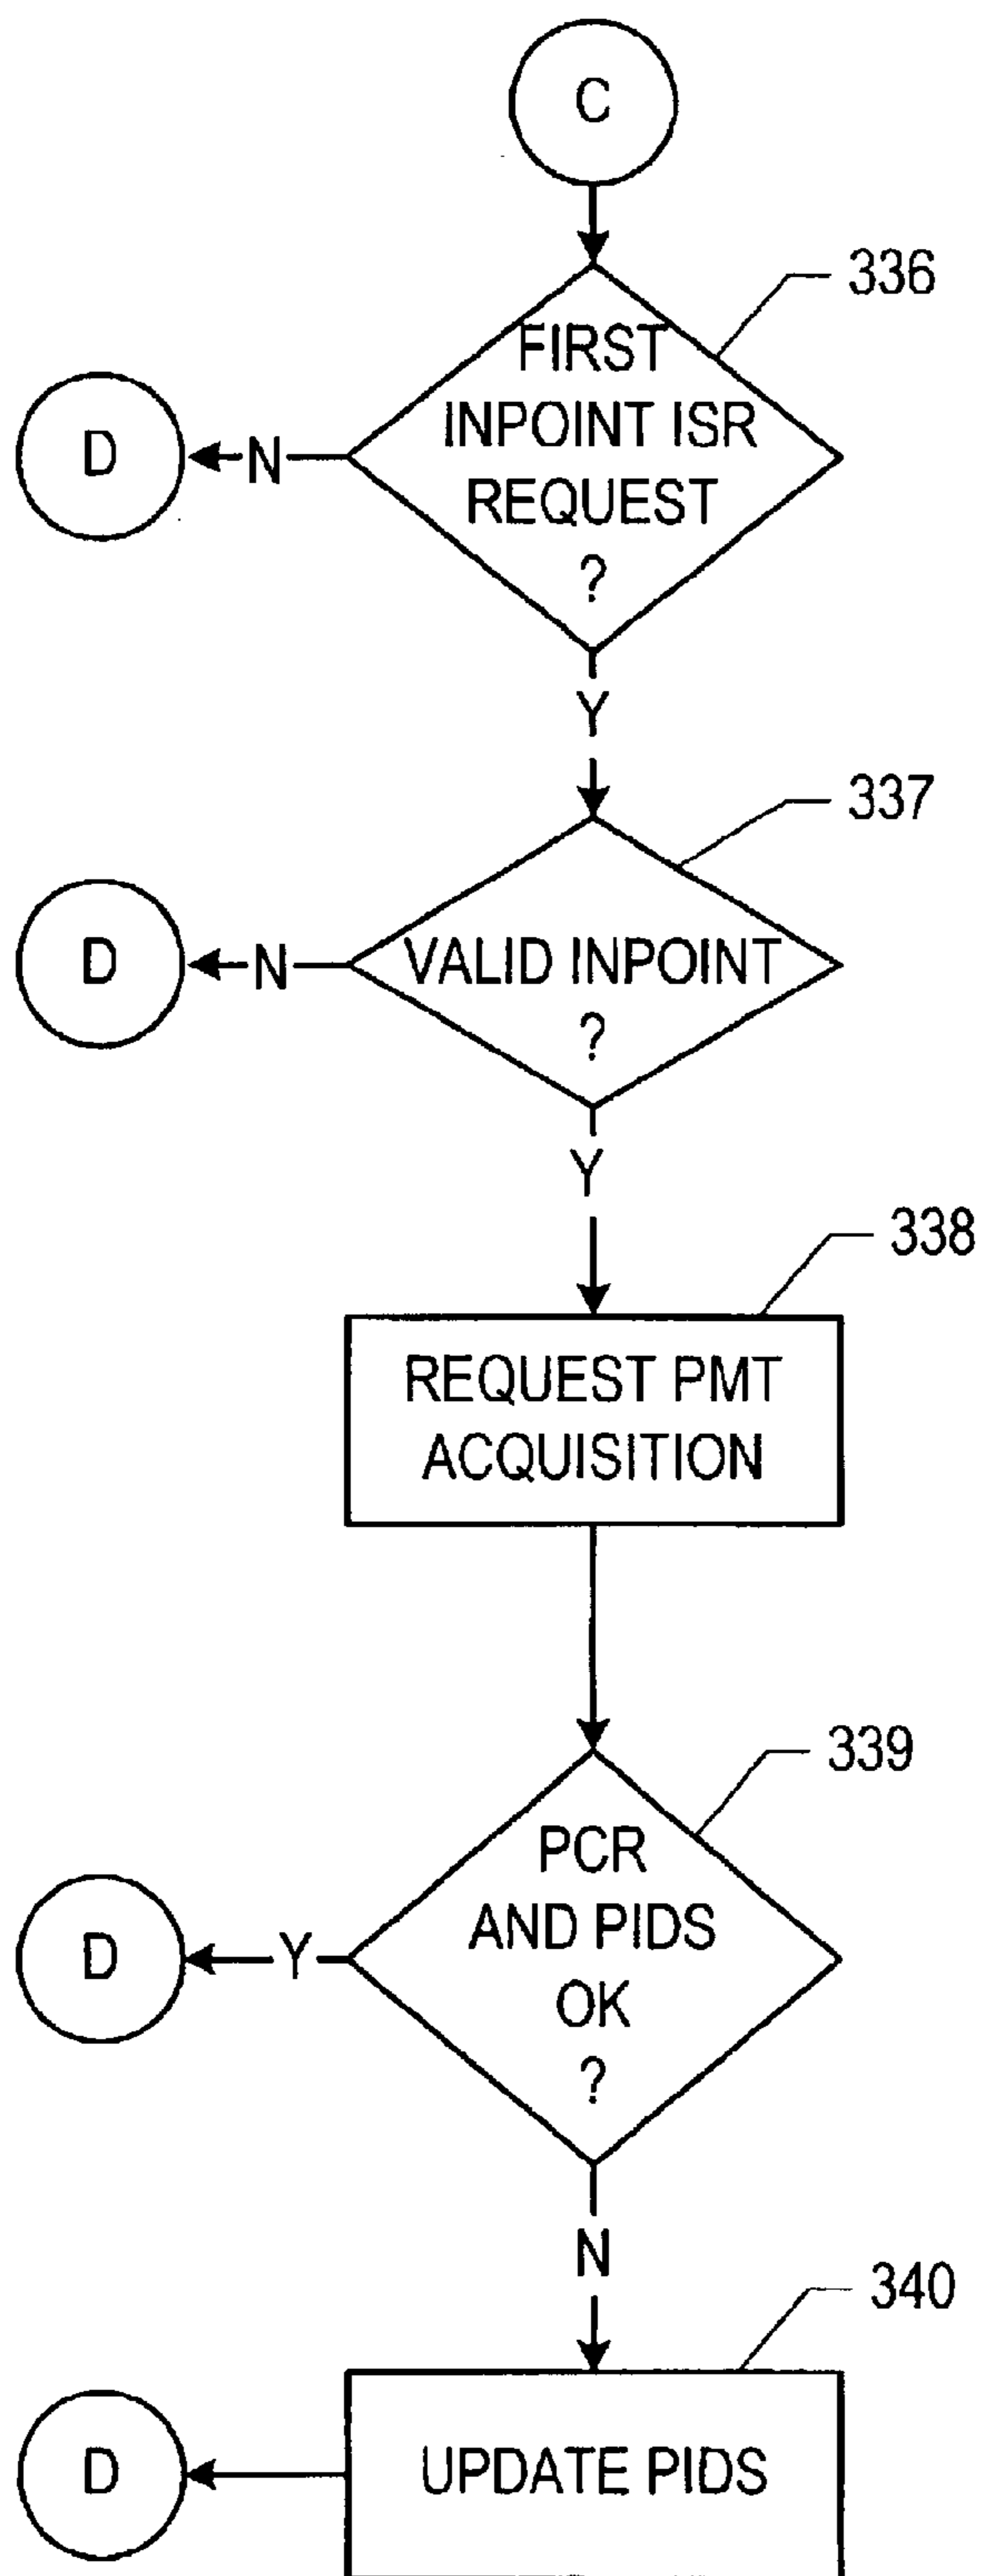 C
336
FIRST
INPOINT ISR
REQUEST
?
D
N
Y
337
VALID INPOINT
?
D
N
Y
338
REQUEST PMT
ACQUISITION
339
PCR
AND PIDS
OK
?
D
Y
N
340
UPDATE PIDS
D